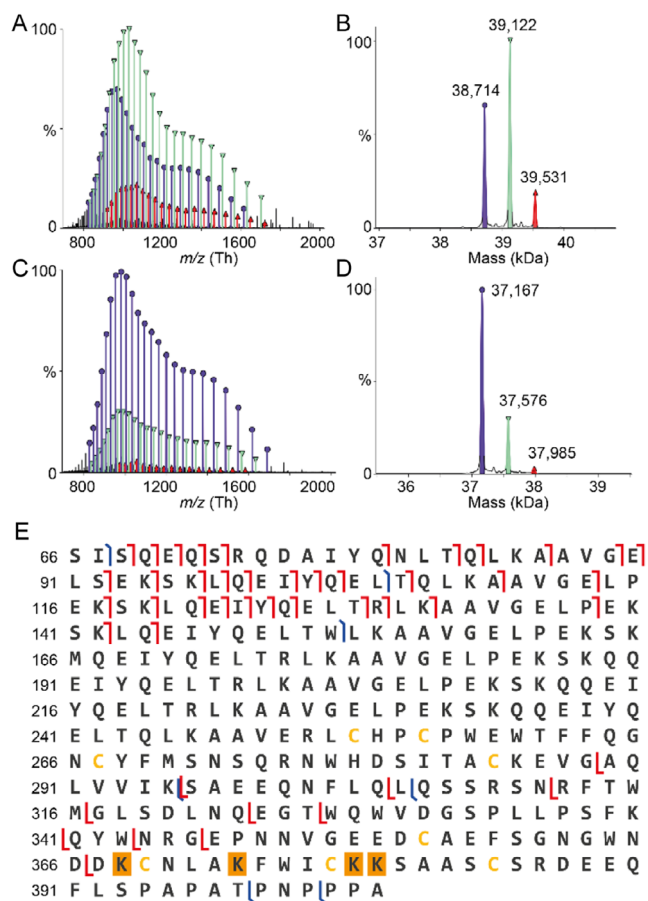 A
100
%
800 1200 1600 2000
m/z (Th)
B
100
%
0
39,122
38,714
39,531
37 38 39 40
Mass (kDa)
C
100
%
0
800 1200 1600 2000
m/z (Th)
D
100
%
0
37,167
37,576
37,985
36 37 38 39
Mass (kDa)
E
66 S I S Q E Q S R Q D A I Y Q N L T Q L K A A V G E
91 L S E K S K L Q E I Y Q E L T Q L K A A V G E L P
116 E K S K L Q E I Y Q E L T R L K A A V G E L P E K
141 S K L Q E I Y Q E L T W L K A A V G E L P E K S K
166 M Q E I Y Q E L T R L K A A V G E L P E K S K Q Q
191 E I Y Q E L T R L K A A V G E L P E K S K Q Q E I
216 Y Q E L T R L K A A V G E L P E K S K Q Q E I Y Q
241 E L T Q L K A A V E R L C H P C P W E W T F F Q G
266 N C Y F M S N S Q R N W H D S I T A C K E V G A Q
291 L V V I K S A E E Q N F L Q L Q S S R S N R F T W
316 M G L S D L N Q E G T W Q W V D G S P L L P S F K
341 Q Y W N R G E P N N V G E E D C A E F S G N G W N
366 D D K C N L A K F W I C K K S A A S C S R D E E Q
391 F L S P A P A T P N P P P A